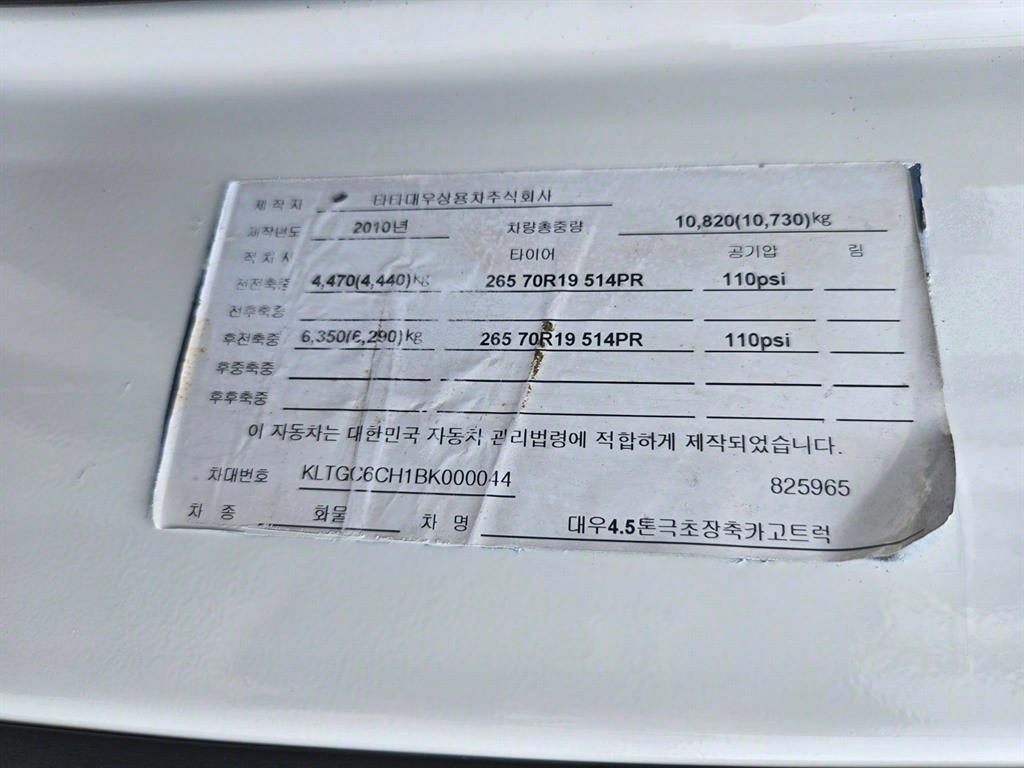 제작자 타타대우상용차주식회사
제작년도 2010년 차량총중량 10,820(10,730)kg
타이어 공기압 림
전전축중 4,470(4,440)kg 265 70R19 514PR 110psi
전후축중
후전축중 6,350(6,290)kg 265 70R19 514PR 110psi
후중축중
후후축중
이 자동차는 대한민국 자동차 관리법령에 적합하게 제작되었습니다.
차대번호 KLTGC6CH1BK000044 825965
차 종 화물 차 명 대우4.5톤극초장축카고트럭